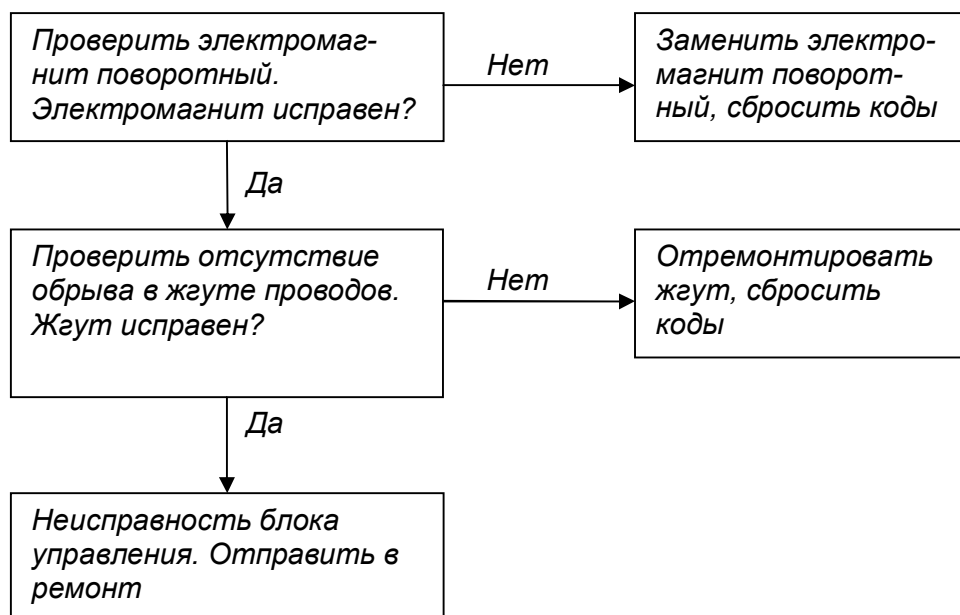 Проверить электромаг-
нит поворотный.
Электромагнит исправен?
Нет
Заменить электро-
магнит поворот-
ный, сбросить коды
Да
Проверить отсутствие
обрыва в жгуте проводов.
Жгут исправен?
Нет
Отремонтировать
жгут, сбросить
коды
Да
Неисправность блока
управления. Отправить в
ремонт